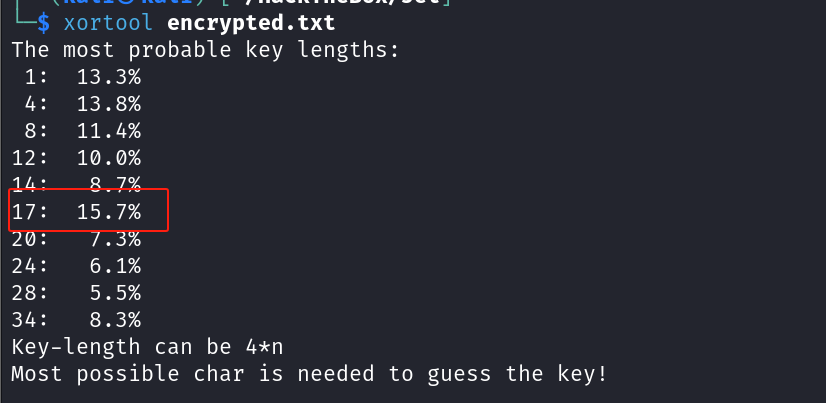 └─$ xortool encrypted.txt
The most probable key lengths:
1: 13.3%
4: 13.8%
8: 11.4%
12: 10.0%
14: 8.7%
17: 15.7%
20: 7.3%
24: 6.1%
28: 5.5%
34: 8.3%
Key-length can be 4*n
Most possible char is needed to guess the key!